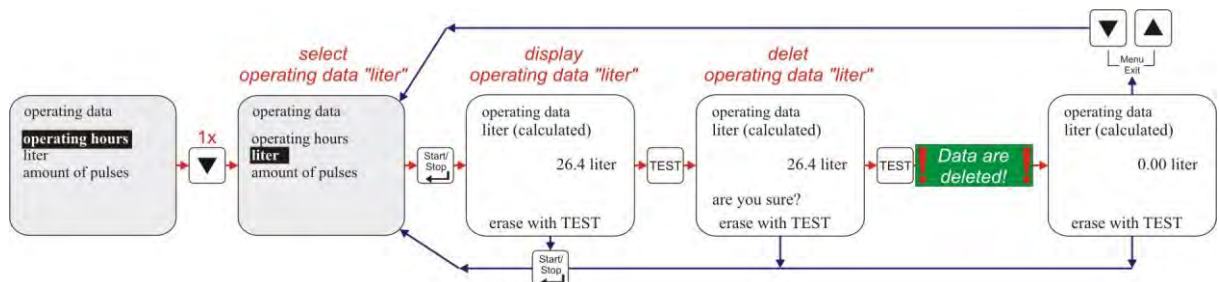 select
operating data "liter"
display
operating data "liter"
delet
operating data "liter"
Menu
Exit
operating data
operating hours
liter
amount of pulses
1x
operating data
operating hours
liter
amount of pulses
Start/
Stop
operating data
liter (calculated)
26.4 liter
erase with TEST
TEST
operating data
liter (calculated)
26.4 liter
are you sure?
erase with TEST
TEST
! Data are !
deleted!
operating data
liter (calculated)
0.00 liter
erase with TEST
Start/
Stop